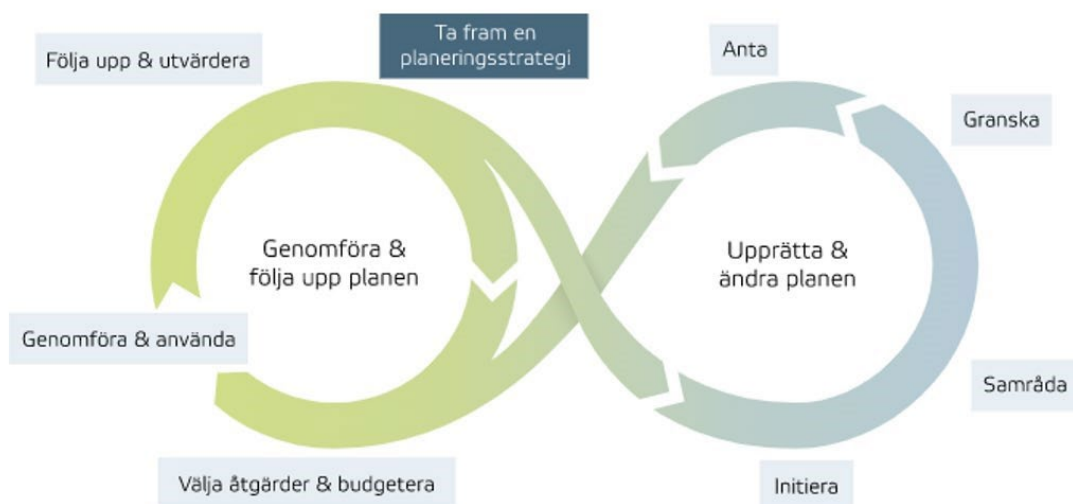 Ta fram en
planeringsstrategi
Följa upp & utvärdera
Anta
Granska
Genomföra &
följa upp planen
Upprätta &
ändra planen
Genomföra & använda
Samråda
Välja åtgärder & budgetera
Initiera